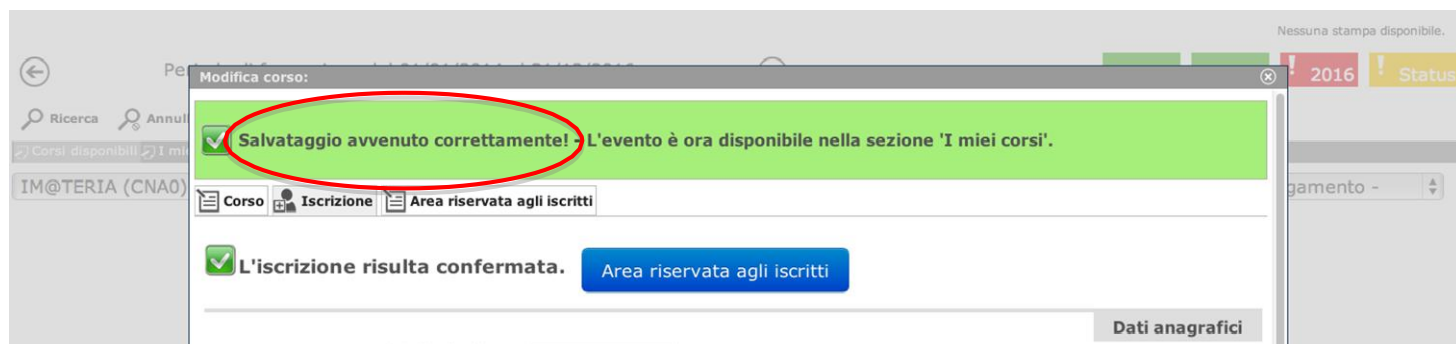 Nessuna stampa disponibile.
Modifica corso:
2016
Status
Ricerca
Salvataggio avvenuto correttamente! - L'evento è ora disponibile nella sezione 'I miei corsi'.
Corsi disponibili
IM@TERIA (CNA0)
Corso Iscrizione Area riservata agli iscritti
L'iscrizione risulta confermata. Area riservata agli iscritti
Dati anagrafici